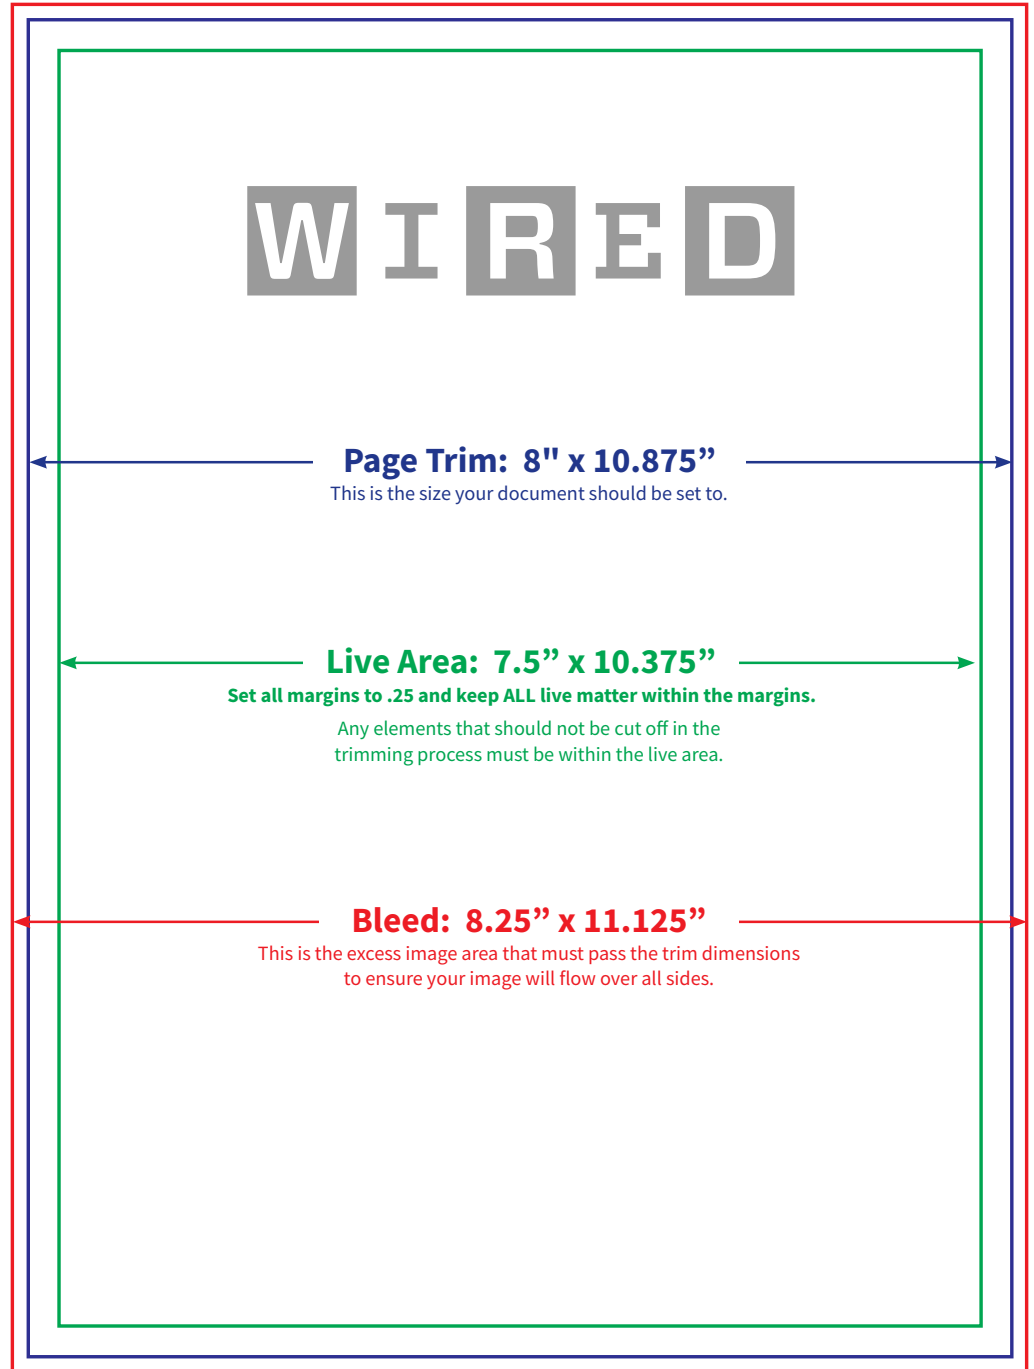 WIRED
Page Trim:  8" x 10.875”
This is the size your document should be set to.
Live Area:  7.5” x 10.375”
Set all margins to .25 and keep ALL live matter within the margins.
Any elements that should not be cut off in the
trimming process must be within the live area.
Bleed:  8.25” x 11.125”
This is the excess image area that must pass the trim dimensions
to ensure your image will flow over all sides.